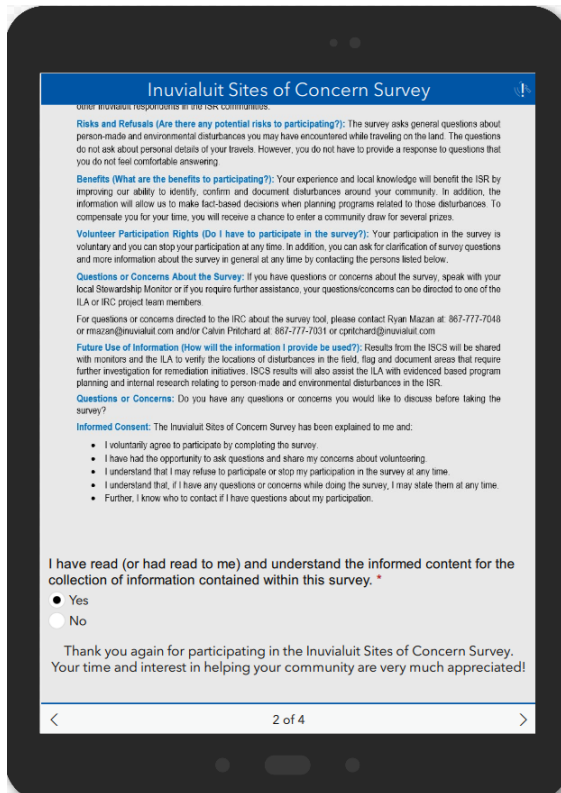 Inuvialuit Sites of Concern Survey
other Inuvialuit respondents in the ISR communities.
Risks and Refusals (Are there any potential risks to participating?): The survey asks general questions about
person-made and environmental disturbances you may have encountered while traveling on the land. The questions
do not ask about personal details of your travels. However, you do not have to provide a response to questions that
you do not feel comfortable answering.
Benefits (What are the benefits to participating?): Your experience and local knowledge will benefit the ISR by
improving our ability to identify, confirm and document disturbances around your community. In addition, the
information will allow us to make fact-based decisions when planning programs related to those disturbances. To
compensate you for your time, you will receive a chance to enter a community draw for several prizes.
Volunteer Participation Rights (Do I have to participate in the survey?): Your participation in the survey is
voluntary and you can stop your participation at any time. In addition, you can ask for clarification of survey questions
and more information about the survey in general at any time by contacting the persons listed below.
Questions or Concerns About the Survey: If you have questions or concerns about the survey, speak with your
local Stewardship Monitor or if you require further assistance, your questions/concerns can be directed to one of the
ILA or IRC project team members.
For questions or concerns directed to the IRC about the survey tool, please contact Ryan Mazan at: 867-777-7048
or rmazan@inuvialuit.com and/or Calvin Pritchard at: 867-777-7031 or cpritchard@inuvialuit.com
Future Use of Information (How will the information I provide be used?): Results from the ISCS will be shared
with monitors and the ILA to verify the locations of disturbances in the field, flag and document areas that require
further investigation for remediation initiatives. ISCS results will also assist the ILA with evidenced based program
planning and internal research relating to person-made and environmental disturbances in the ISR.
Questions or Concerns: Do you have any questions or concerns you would like to discuss before taking the
survey?
Informed Consent: The Inuvialuit Sites of Concern Survey has been explained to me and:
• I voluntarily agree to participate by completing the survey.
• I have had the opportunity to ask questions and share my concerns about volunteering.
• I understand that I may refuse to participate or stop my participation in the survey at any time.
• I understand that, if I have any questions or concerns while doing the survey, I may state them at any time.
• Further, I know who to contact if I have questions about my participation.
I have read (or had read to me) and understand the informed content for the
collection of information contained within this survey. *
Yes
No
Thank you again for participating in the Inuvialuit Sites of Concern Survey.
Your time and interest in helping your community are very much appreciated!
2 of 4